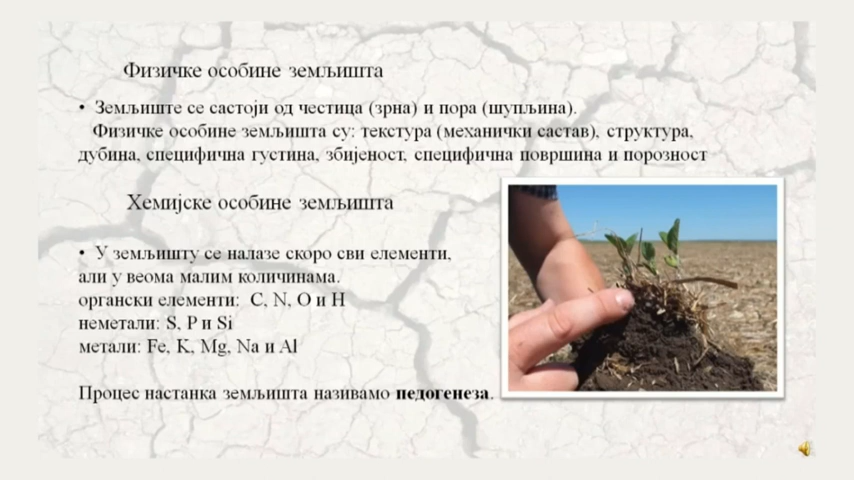 Физичке особине земљишта
• Земљиште се састоји од честица (зрна) и пора (шупљина).
Физичке особине земљишта су: текстура (механички састав), структура,
дубина, специфична густина, збијеност, специфична површина и порозност
Хемијске особине земљишта
• У земљишту се налазе скоро сви елементи,
али у веома малим количинама.
органски елементи: C, N, O и H
неметали: S, P и Si
метали: Fe, K, Mg, Na и Al
Процес настанка земљишта називамо педогенеза.